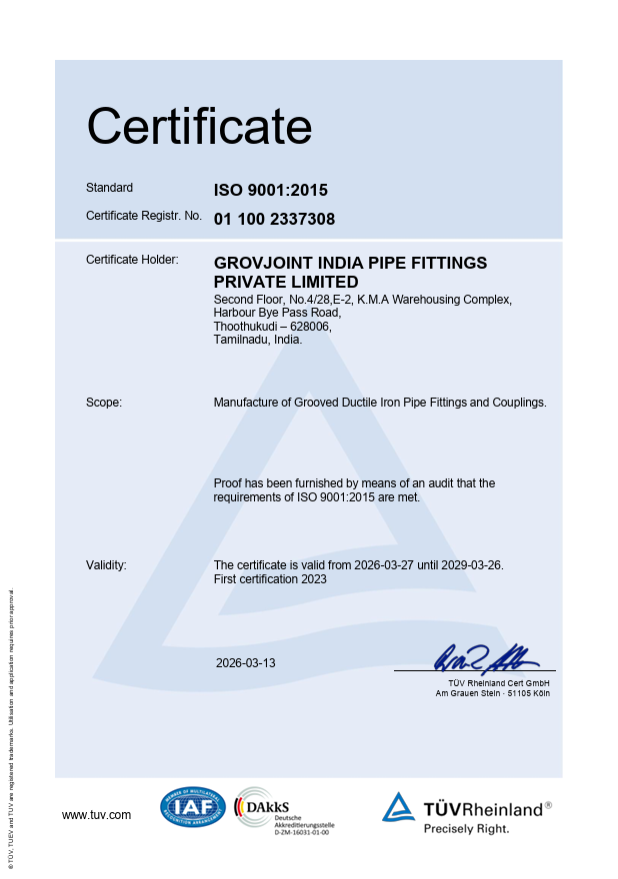 Certificate
Standard ISO 9001:2015
Certificate Registr. No. 01 100 2337308
Certificate Holder: GROVJOINT INDIA PIPE FITTINGS
PRIVATE LIMITED
Second Floor, No.4/28,E-2, K.M.A Warehousing Complex,
Harbour Bye Pass Road,
Thoothukudi – 628006,
Tamilnadu, India.
Scope: Manufacture of Grooved Ductile Iron Pipe Fittings and Couplings.
Proof has been furnished by means of an audit that the
requirements of ISO 9001:2015 are met.
Validity: The certificate is valid from 2026-03-27 until 2029-03-26.
First certification 2023
2026-03-13
TÜV Rheinland Cert GmbH
Am Grauen Stein · 51105 Köln
® TÜV, TUEV and TUV are registered trademarks. Utilisation and application requires prior approval.
www.tuv.com
MEMBER OF MULTILATERAL
IAF
RECOGNITION ARRANGEMENT
DAkkS
Deutsche
Akkreditierungsstelle
D-ZM-16031-01-00
TÜVRheinland®
Precisely Right.